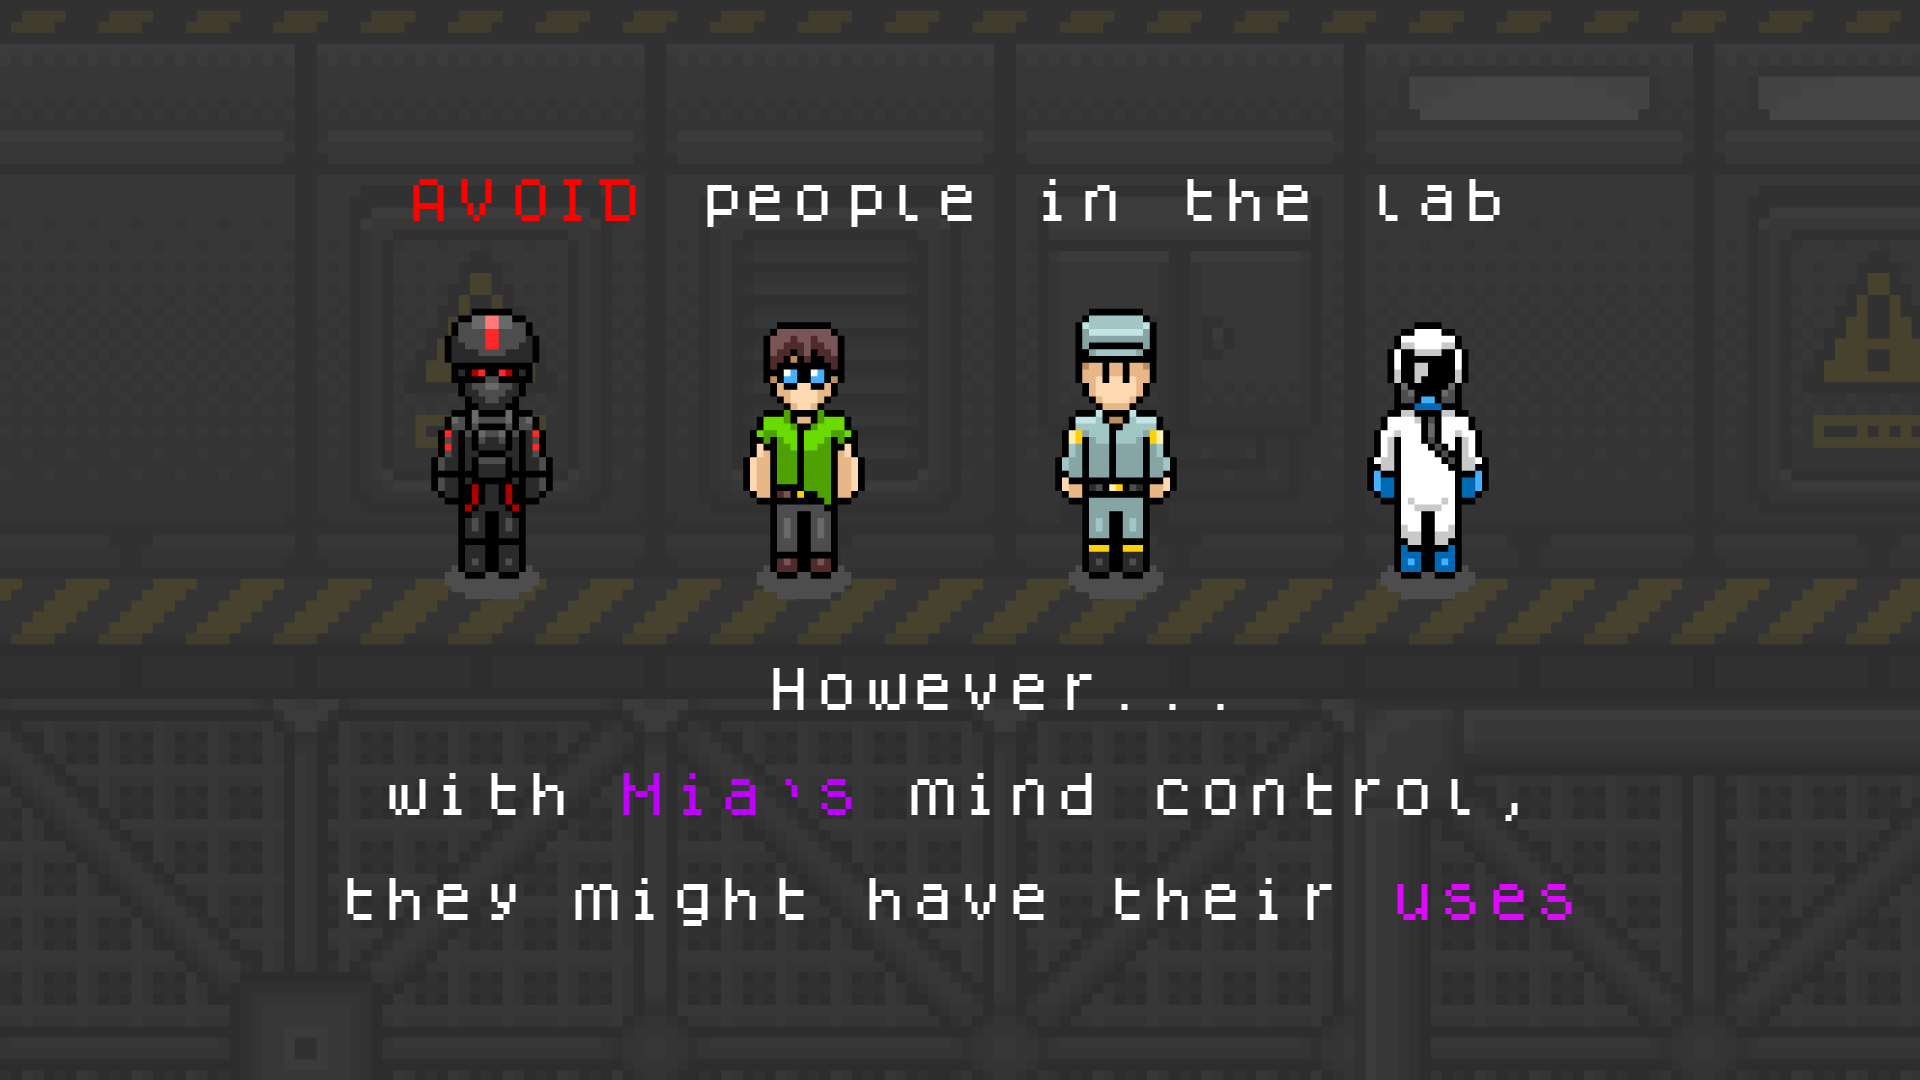 AVOID people in the lab
However...
with Mia's mind control,
they might have their uses